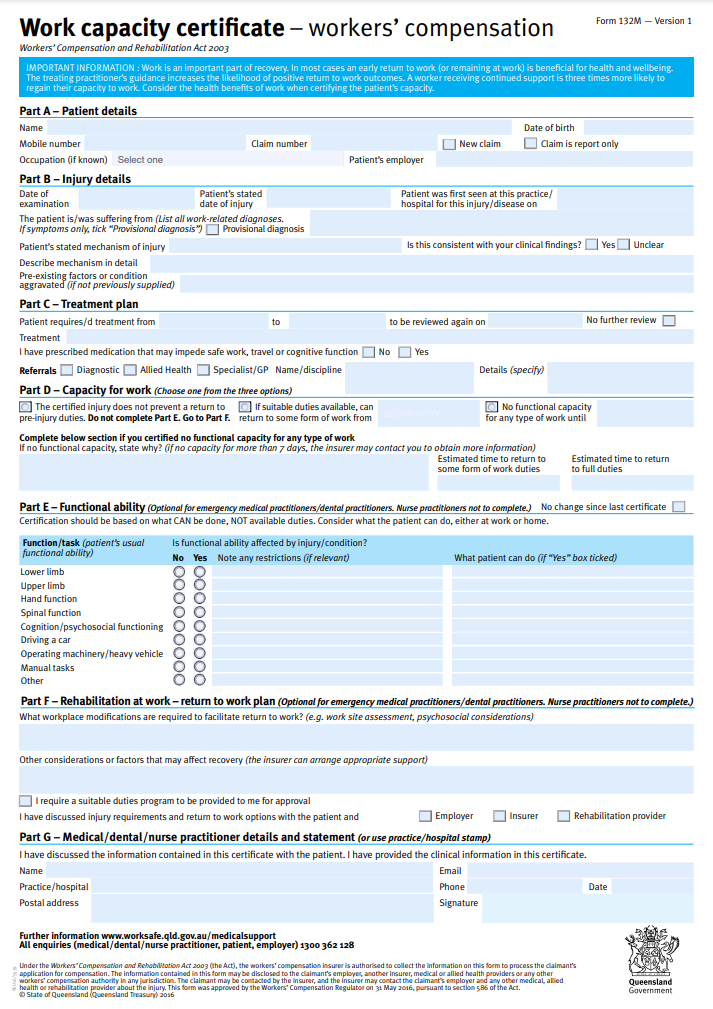 Work capacity certificate – workers’ compensation
Form 132M — Version 1
Workers’ Compensation and Rehabilitation Act 2003
IMPORTANT INFORMATION : Work is an important part of recovery. In most cases an early return to work (or remaining at work) is beneficial for health and wellbeing.
The treating practitioner’s guidance increases the likelihood of positive return to work outcomes. A worker receiving continued support is three times more likely to
regain their capacity to work. Consider the health benefits of work when certifying the patient’s capacity.
Part A – Patient details
Name Date of birth
Mobile number Claim number New claim Claim is report only
Occupation (if known) Select one Patient’s employer
Part B – Injury details
Date of examination Patient’s stated date of injury Patient was first seen at this practice/ hospital for this injury/disease on
The patient is/was suffering from (List all work-related diagnoses.
If symptoms only, tick “Provisional diagnosis”) Provisional diagnosis
Patient’s stated mechanism of injury Is this consistent with your clinical findings? Yes Unclear
Describe mechanism in detail
Pre-existing factors or condition
aggravated (if not previously supplied)
Part C – Treatment plan
Patient requires/d treatment from to to be reviewed again on No further review
Treatment
I have prescribed medication that may impede safe work, travel or cognitive function No Yes
Referrals Diagnostic Allied Health Specialist/GP Name/discipline Details (specify)
Part D – Capacity for work (Choose one from the three options)
The certified injury does not prevent a return to
pre-injury duties. Do not complete Part E. Go to Part F.
If suitable duties available, can
return to some form of work from
No functional capacity
for any type of work until
Complete below section if you certified no functional capacity for any type of work
If no functional capacity, state why? (if no capacity for more than 7 days, the insurer may contact you to obtain more information)
Estimated time to return to
some form of work duties
Estimated time to return
to full duties
Part E – Functional ability (Optional for emergency medical practitioners/dental practitioners. Nurse practitioners not to complete.) No change since last certificate
Certification should be based on what CAN be done, NOT available duties. Consider what the patient can do, either at work or home.
Function/task (patient’s usual
functional ability)
Is functional ability affected by injury/condition?
No Yes Note any restrictions (if relevant) What patient can do (if “Yes” box ticked)
Lower limb
Upper limb
Hand function
Spinal function
Cognition/psychosocial functioning
Driving a car
Operating machinery/heavy vehicle
Manual tasks
Other
Part F – Rehabilitation at work – return to work plan (Optional for emergency medical practitioners/dental practitioners. Nurse practitioners not to complete.)
What workplace modifications are required to facilitate return to work? (e.g. work site assessment, psychosocial considerations)
Other considerations or factors that may affect recovery (the insurer can arrange appropriate support)
I require a suitable duties program to be provided to me for approval
I have discussed injury requirements and return to work options with the patient and Employer Insurer Rehabilitation provider
Part G – Medical/dental/nurse practitioner details and statement (or use practice/hospital stamp)
I have discussed the information contained in this certificate with the patient. I have provided the clinical information in this certificate.
Name Email
Practice/hospital Phone Date
Postal address Signature
Further information www.worksafe.qld.gov.au/medicalsupport
All enquiries (medical/dental/nurse practitioner, patient, employer) 1300 362 128
Under the Workers’ Compensation and Rehabilitation Act 2003 (the Act), the workers’ compensation insurer is authorised to collect the information on this form to process the claimant’s
application for compensation. The information contained in this form may be disclosed to the claimant’s employer, another insurer, medical or allied health providers or any other
workers’ compensation authority in any jurisdiction. The claimant may be contacted by the insurer, and the insurer may contact the claimant’s employer and any other medical, allied
health or rehabilitation provider about the injury. This form was approved by the Workers’ Compensation Regulator on 31 May 2016, pursuant to section 586 of the Act.
© State of Queensland (Queensland Treasury) 2016
Queensland
Government